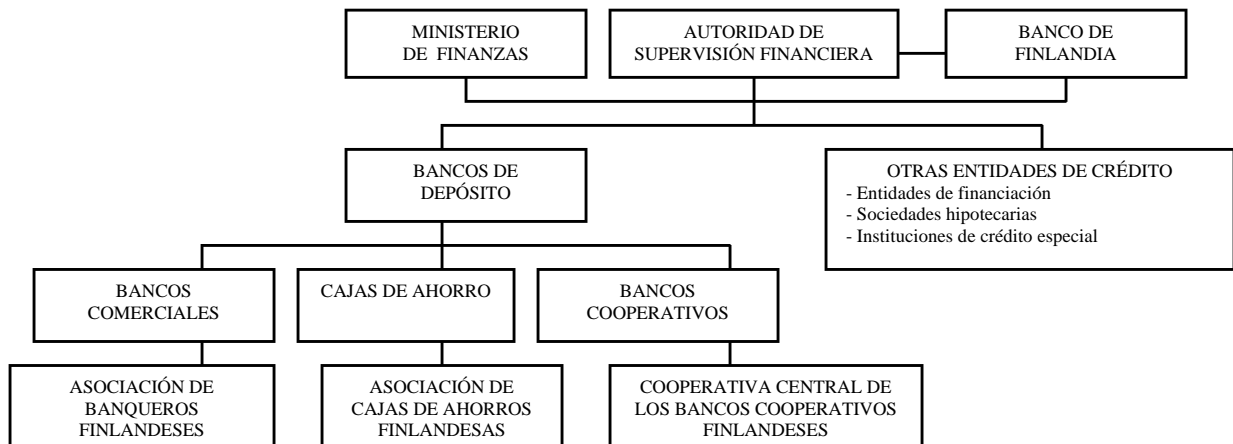 MINISTERIO
DE FINANZAS
AUTORIDAD DE
SUPERVISIÓN FINANCIERA
BANCO DE
FINLANDIA
BANCOS DE
DEPÓSITO
OTRAS ENTIDADES DE CRÉDITO
- Entidades de financiación
- Sociedades hipotecarias
- Instituciones de crédito especial
BANCOS
COMERCIALES
CAJAS DE AHORRO
BANCOS
COOPERATIVOS
ASOCIACIÓN DE
BANQUEROS
FINLANDESES
ASOCIACIÓN DE
CAJAS DE AHORROS
FINLANDESAS
COOPERATIVA CENTRAL DE
LOS BANCOS COOPERATIVOS
FINLANDESES